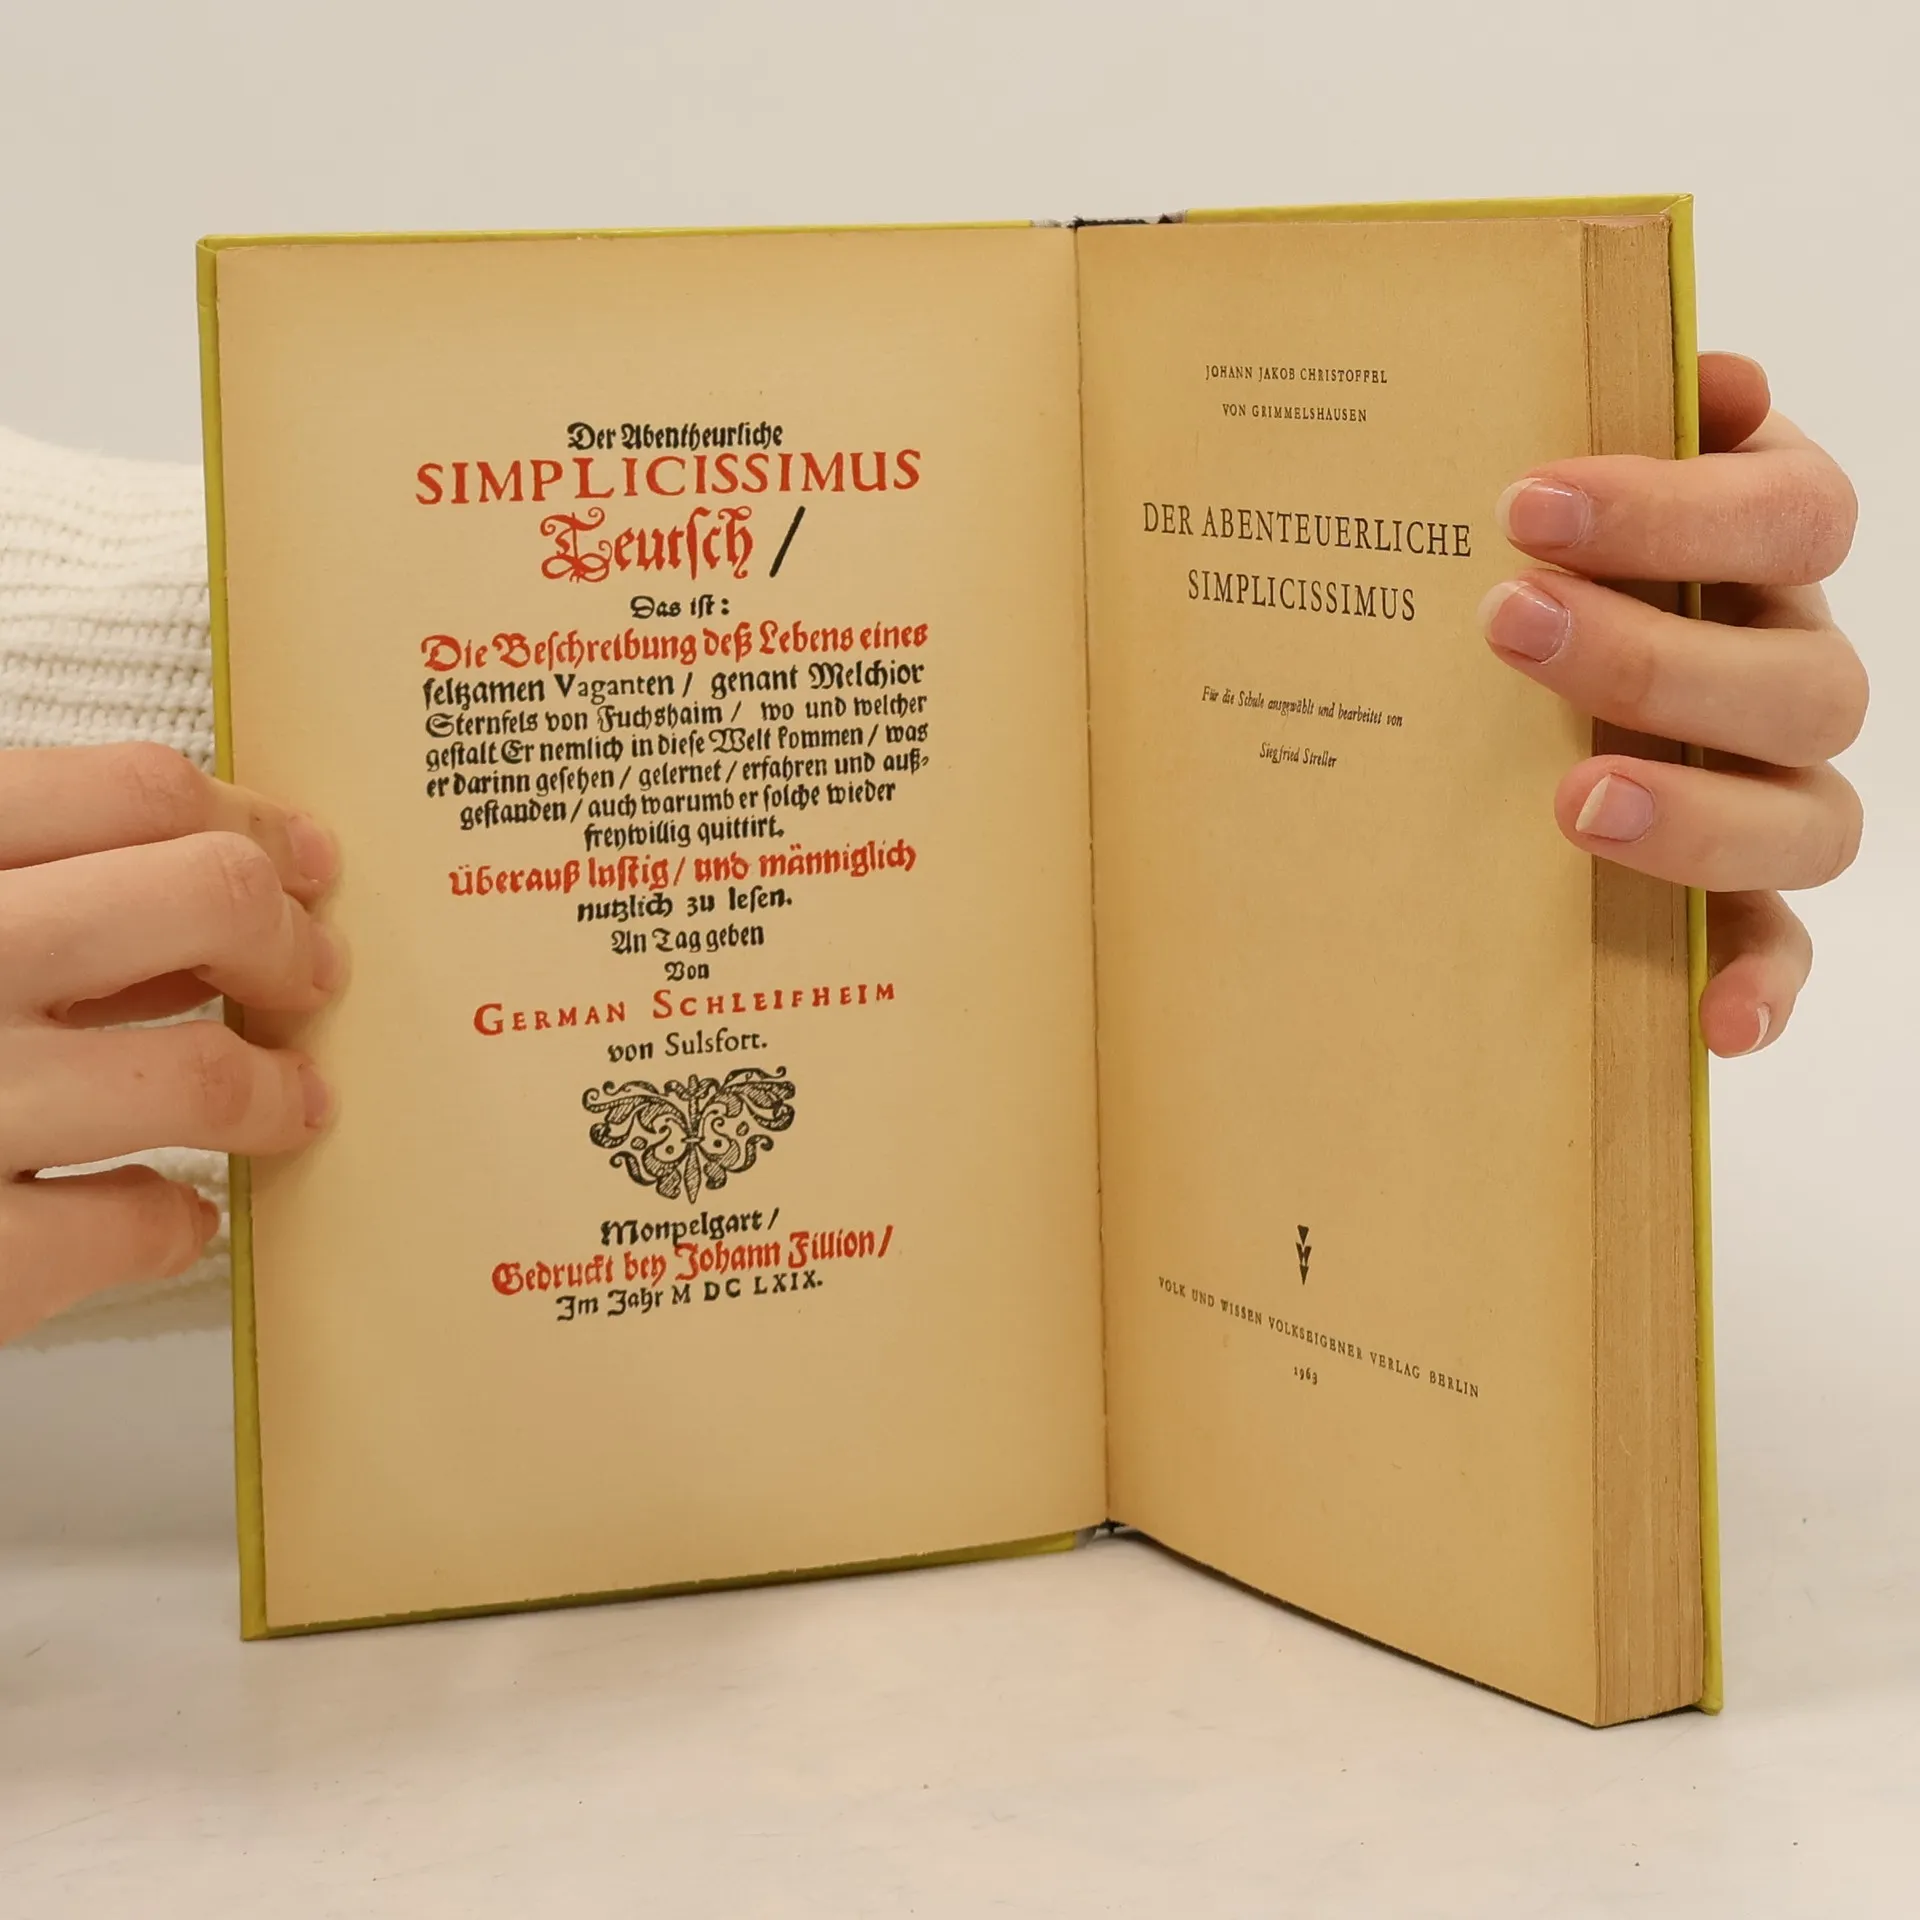 Der Abentheurliche
SIMPLICISSIMUS
Teutſch /
Das iſt:
Die Beſchreibung deß Lebens eines
ſeltzamen Vaganten / genant Melchior
Sternfels von Fuchshaim / wo und welcher
geſtalt Er nemlich in dieſe Welt kommen / was
er darinn geſehen / gelernet / erfahren und auß-
geſtanden / auch warumb er ſolche wieder
freywillig quittirt.
Überauß luſtig / und männiglich
nutzlich zu leſen.
An Tag geben
Von
GERMAN SCHLEIFHEIM
von Sulsfort.
Monpelgart /
Gedruckt bey Johann Fillion /
Im Jahr M DC LXIX.
JOHANN JAKOB CHRISTOFFEL
VON GRIMMELSHAUSEN
DER ABENTEUERLICHE
SIMPLICISSIMUS
Für die Schule ausgewählt und bearbeitet von
Siegfried Streller
VOLK UND WISSEN VOLKSEIGENER VERLAG BERLIN
1963